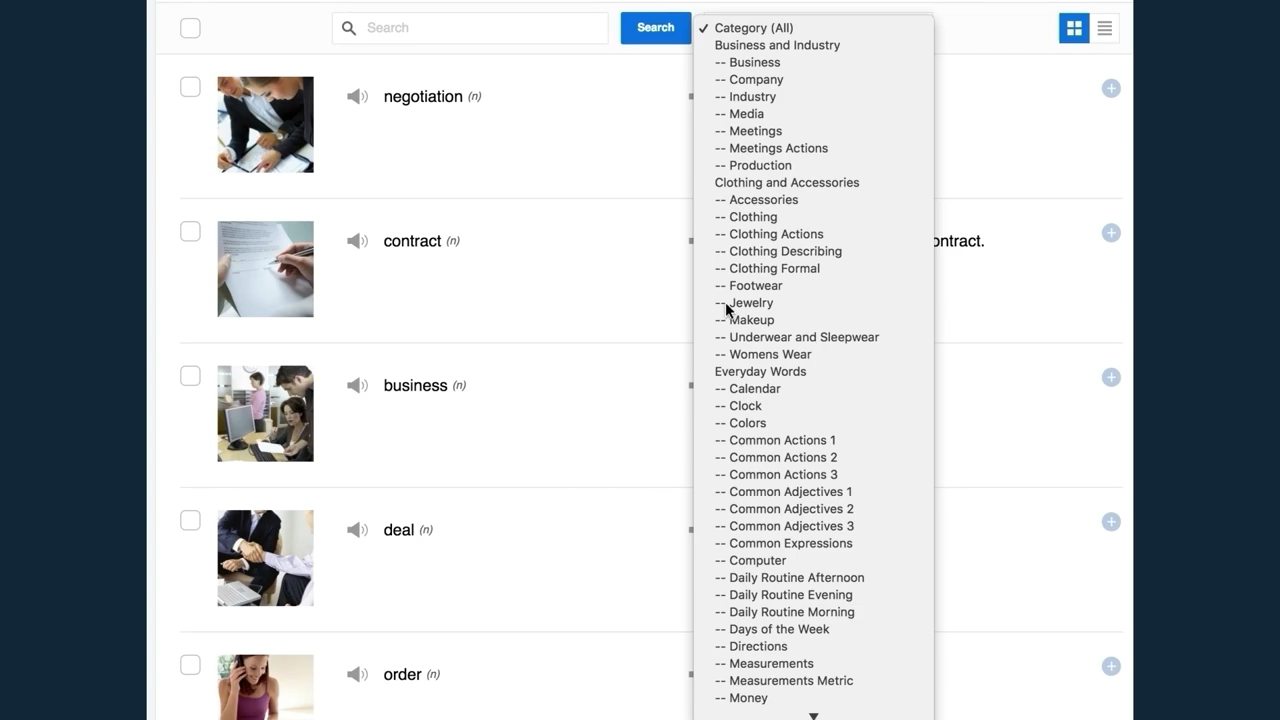 Search
Search
✓ Category (All)
Business and Industry
-- Business
-- Company
-- Industry
-- Media
-- Meetings
-- Meetings Actions
-- Production
Clothing and Accessories
-- Accessories
-- Clothing
-- Clothing Actions
-- Clothing Describing
-- Clothing Formal
-- Footwear
-- Jewelry
-- Makeup
-- Underwear and Sleepwear
-- Womens Wear
Everyday Words
-- Calendar
-- Clock
-- Colors
-- Common Actions 1
-- Common Actions 2
-- Common Actions 3
-- Common Adjectives 1
-- Common Adjectives 2
-- Common Adjectives 3
-- Common Expressions
-- Computer
-- Daily Routine Afternoon
-- Daily Routine Evening
-- Daily Routine Morning
-- Days of the Week
-- Directions
-- Measurements
-- Measurements Metric
-- Money
negotiation (n)
contract (n)
ontract.
business (n)
deal (n)
order (n)